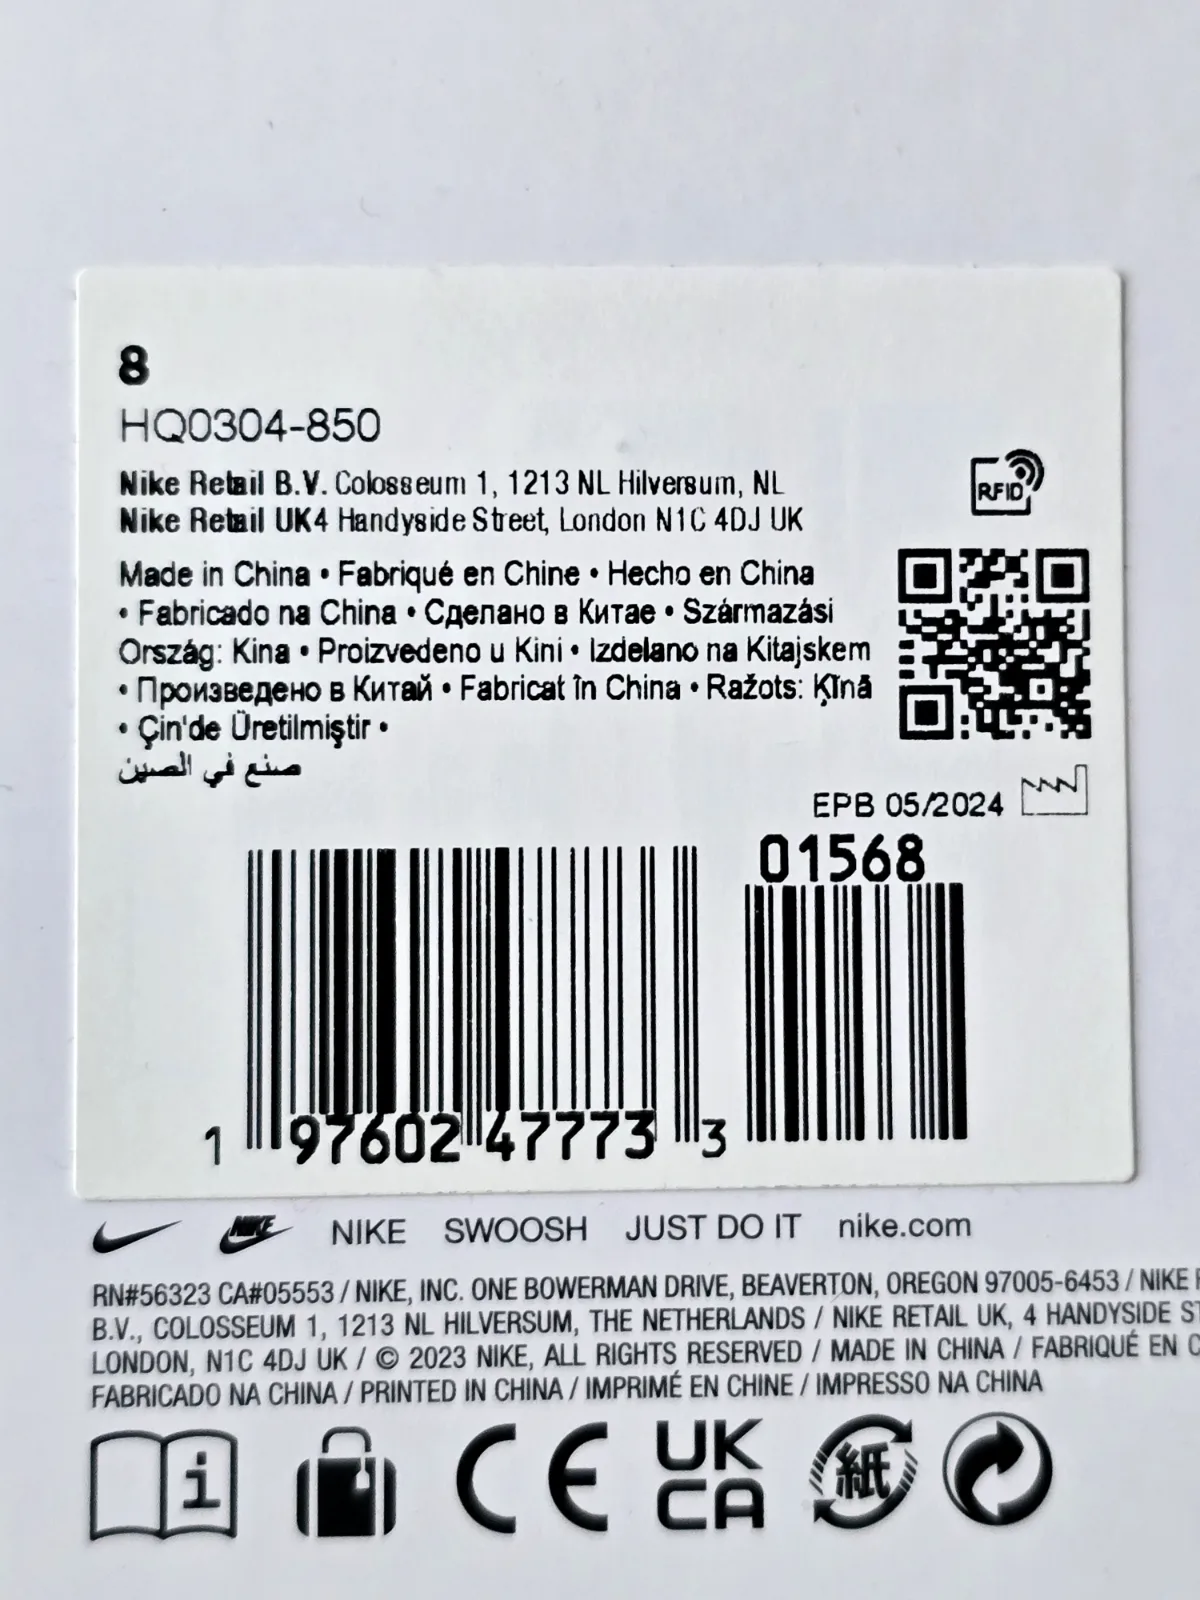 8
HQ0304-850
Nike Retail B.V. Colosseum 1, 1213 NL Hilversum, NL
Nike Retail UK4 Handyside Street, London N1C 4DJ UK
RFID
Made in China • Fabriqué en Chine • Hecho en China
• Fabricado na China • Сделано в Китае • Származási
Ország: Kina • Proizvedeno u Kini • Izdelano na Kitajskem
• Произведено в Китай • Fabricat în China • Ražots: Ķīnā
• Çin'de Üretilmiştir •
صنع في الصين
EPB 05/2024
01568
1 97602 47773 3
NIKE NIKE SWOOSH JUST DO IT nike.com
RN#56323 CA#05553 / NIKE, INC. ONE BOWERMAN DRIVE, BEAVERTON, OREGON 97005-6453 / NIKE
B.V., COLOSSEUM 1, 1213 NL HILVERSUM, THE NETHERLANDS / NIKE RETAIL UK, 4 HANDYSIDE
LONDON, N1C 4DJ UK / © 2023 NIKE, ALL RIGHTS RESERVED / MADE IN CHINA / FABRIQUÉ EN
FABRICADO NA CHINA / PRINTED IN CHINA / IMPRIMÉ EN CHINE / IMPRESSO NA CHINA
i CE UK
CA 紙